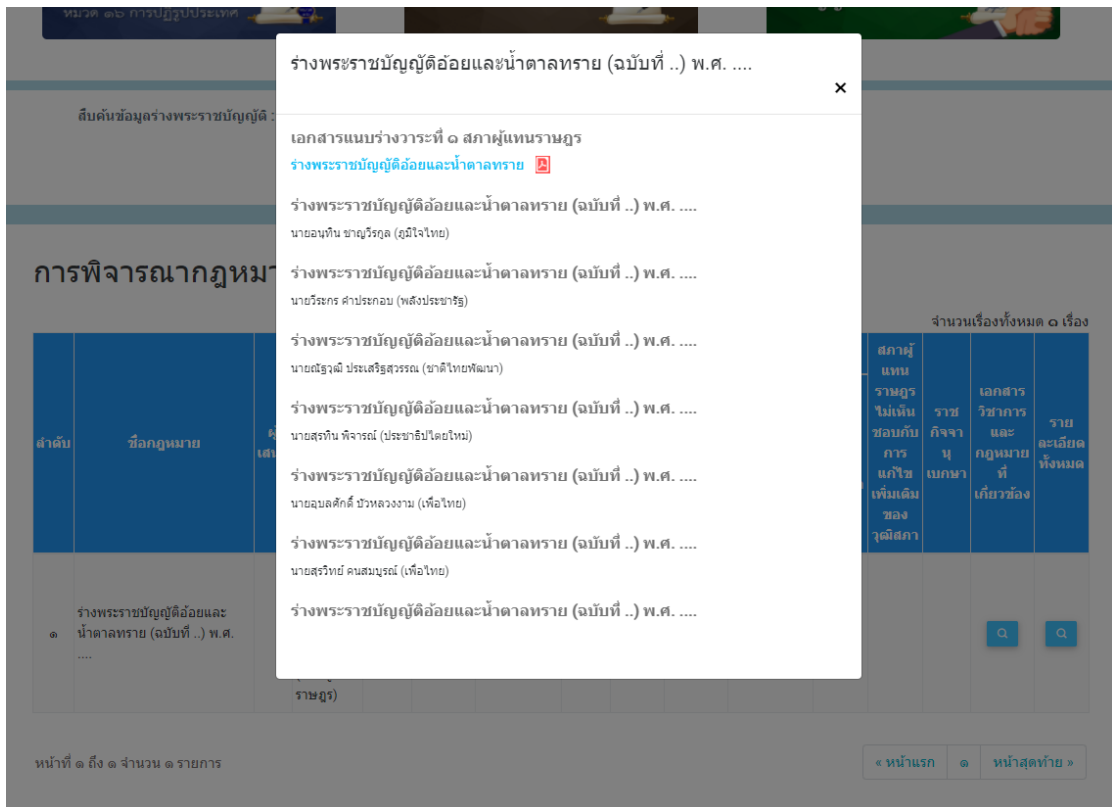 หมวด ๑๖ การปฏิรูปประเทศ
สืบค้นข้อมูลร่างพระราชบัญญัติ :
ร่างพระราชบัญญัติอ้อยและน้ำตาลทราย (ฉบับที่ ..) พ.ศ. ....
×
เอกสารแนบร่างวาระที่ ๑ สภาผู้แทนราษฎร
ร่างพระราชบัญญัติอ้อยและน้ำตาลทราย
ร่างพระราชบัญญัติอ้อยและน้ำตาลทราย (ฉบับที่ ..) พ.ศ. ....
นายอนุทิน ชาญวีรกูล (ภูมิใจไทย)
ร่างพระราชบัญญัติอ้อยและน้ำตาลทราย (ฉบับที่ ..) พ.ศ. ....
นายวีระกร คำประกอบ (พลังประชารัฐ)
ร่างพระราชบัญญัติอ้อยและน้ำตาลทราย (ฉบับที่ ..) พ.ศ. ....
นายณัฐวุฒิ ประเสริฐสุวรรณ (ชาติไทยพัฒนา)
ร่างพระราชบัญญัติอ้อยและน้ำตาลทราย (ฉบับที่ ..) พ.ศ. ....
นายสุรทิน พิจารณ์ (ประชาธิปไตยใหม่)
ร่างพระราชบัญญัติอ้อยและน้ำตาลทราย (ฉบับที่ ..) พ.ศ. ....
นายอุบลศักดิ์ บัวหลวงงาม (เพื่อไทย)
ร่างพระราชบัญญัติอ้อยและน้ำตาลทราย (ฉบับที่ ..) พ.ศ. ....
นายสุรวิทย์ คนสมบูรณ์ (เพื่อไทย)
ร่างพระราชบัญญัติอ้อยและน้ำตาลทราย (ฉบับที่ ..) พ.ศ. ....
การพิจารณากฎหมา
จำนวนเรื่องทั้งหมด ๑ เรื่อง
ลำดับ
ชื่อกฎหมาย
สภาผู้
แทน
ราษฎร
ไม่เห็น
ชอบกับ
การ
แก้ไข
เพิ่มเติม
ของ
วุฒิสภา
ราช
กิจจา
นุ
เบกษา
เอกสาร
วิชาการ
และ
กฎหมาย
ที่
เกี่ยวข้อง
ราย
ละเอียด
ทั้งหมด
๑
ร่างพระราชบัญญัติอ้อยและ
น้ำตาลทราย (ฉบับที่ ..) พ.ศ.
....
ราษฎร)
หน้าที่ ๑ ถึง ๑ จำนวน ๑ รายการ
« หน้าแรก
๑
หน้าสุดท้าย »